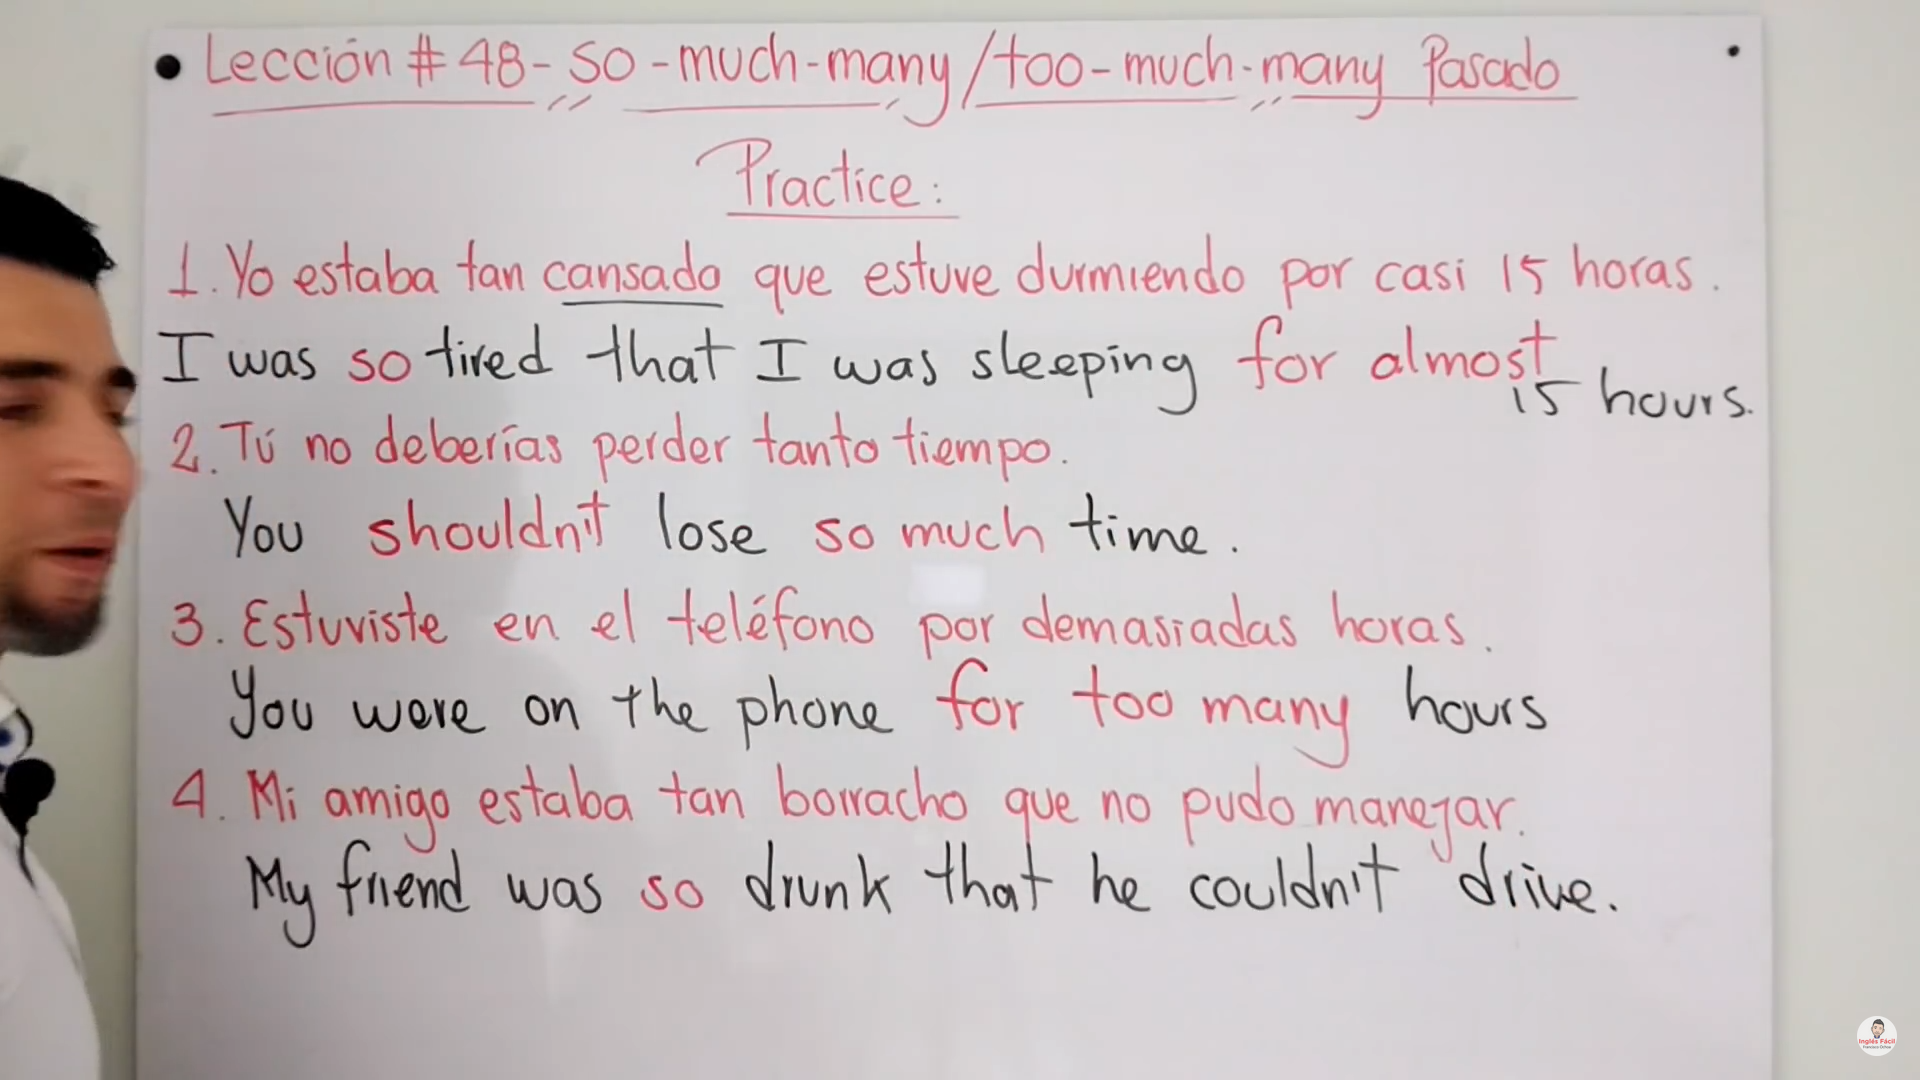 Lección # 48 - so - much - many / too - much - many Pasado
Practice:
1. Yo estaba tan cansado que estuve durmiendo por casi 15 horas.
I was so tired that I was sleeping for almost
15 hours.
2. Tú no deberías perder tanto tiempo.
You shouldn't lose so much time.
3. Estuviste en el teléfono por demasiadas horas.
You were on the phone for too many hours
4. Mi amigo estaba tan borracho que no pudo manejar.
My friend was so drunk that he couldn't drive.
Inglés Fácil